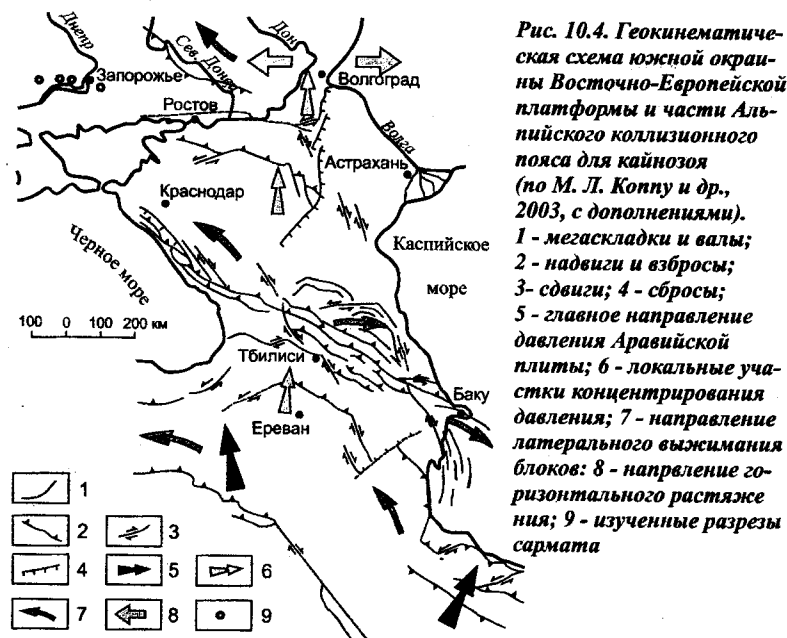 Днепр
Сев. Донец
Дон
Запорожье
Волгоград
Ростов
Волга
Астрахань
Краснодар
Черное море
Каспийское
море
100 0 100 200 км
Тбилиси
Баку
Ереван
1
2
3
4
5
6
7
8
9
Рис. 10.4. Геокинематиче-
ская схема южной окраи-
ны Восточно-Европейской
платформы и части Аль-
пийского коллизионного
пояса для кайнозоя
(по М. Л. Коппу и др.,
2003, с дополнениями).
1 - мегаскладки и валы;
2 - надвиги и взбросы;
3- сдвиги; 4 - сбросы;
5 - главное направление
давления Аравийской
плиты; 6 - локальные уча-
стки концентрирования
давления; 7 - направление
латерального выжимания
блоков: 8 - напрвление го-
ризонтального растяже
ния; 9 - изученные разрезы
сармата